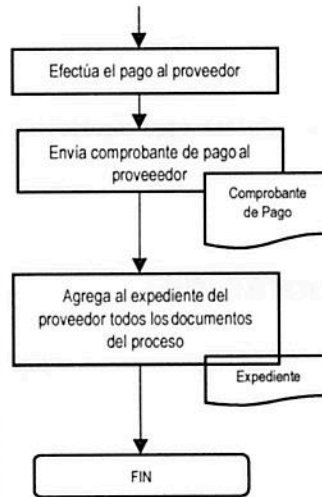 Efectúa el pago al proveedor
Envía comprobante de pago al
proveeedor
Comprobante
de Pago
Agrega al expediente del
proveedor todos los documentos
del proceso
Expediente
FIN